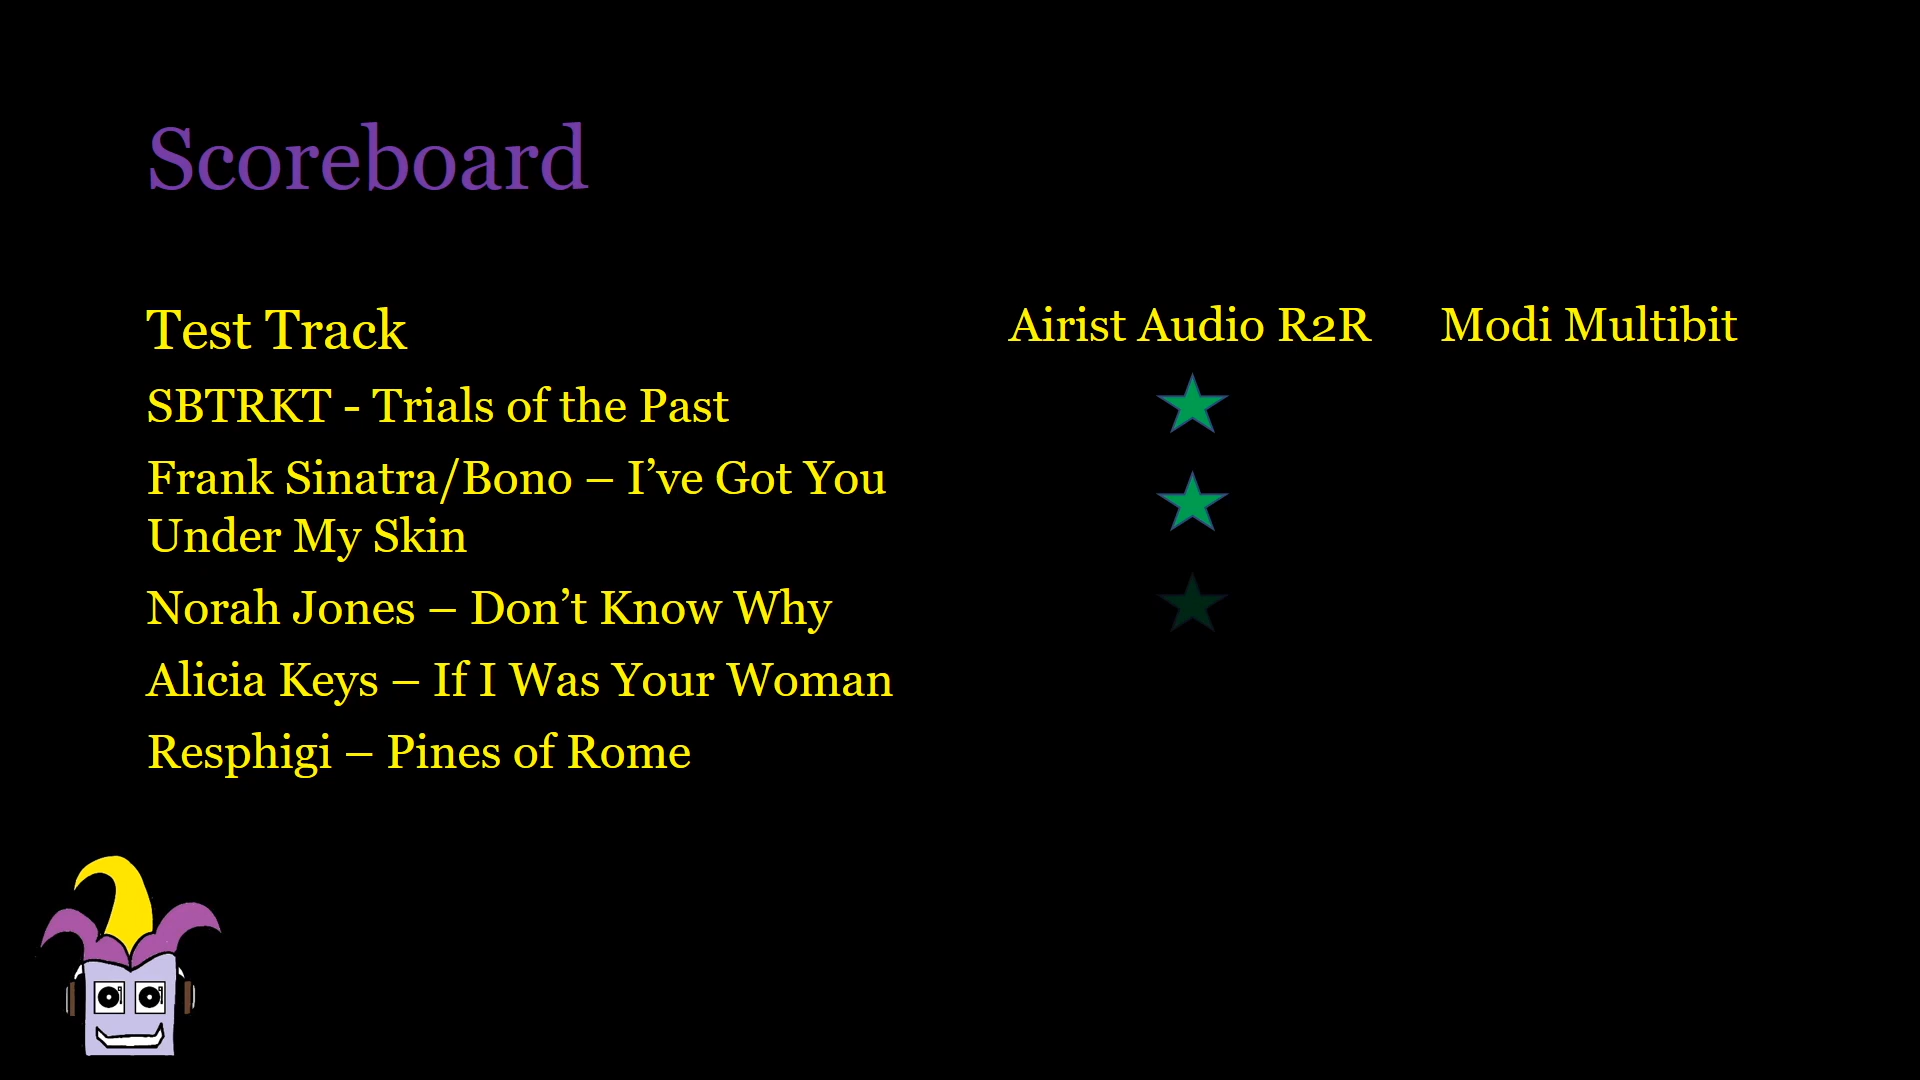 Scoreboard
Test Track
Airist Audio R2R
Modi Multibit
SBTRKT - Trials of the Past
Frank Sinatra/Bono – I’ve Got You
Under My Skin
Norah Jones – Don’t Know Why
Alicia Keys – If I Was Your Woman
Resphigi – Pines of Rome